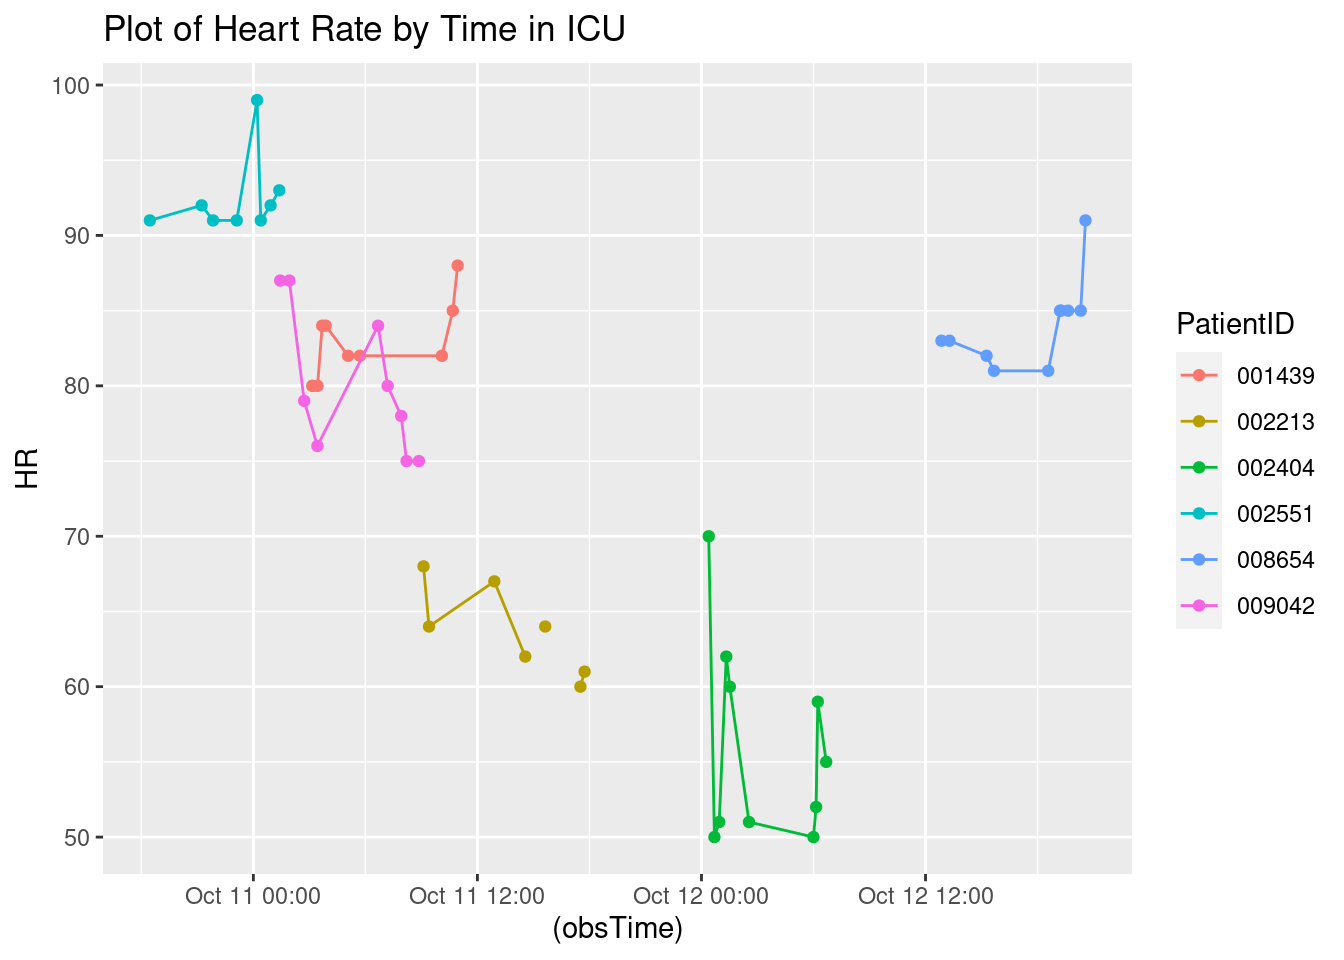 Plot of Heart Rate by Time in ICU
100
90
80
70
60
50
HR
Oct 11 00:00 Oct 11 12:00 Oct 12 00:00 Oct 12 12:00
(obsTime)
PatientID
001439
002213
002404
002551
008654
009042